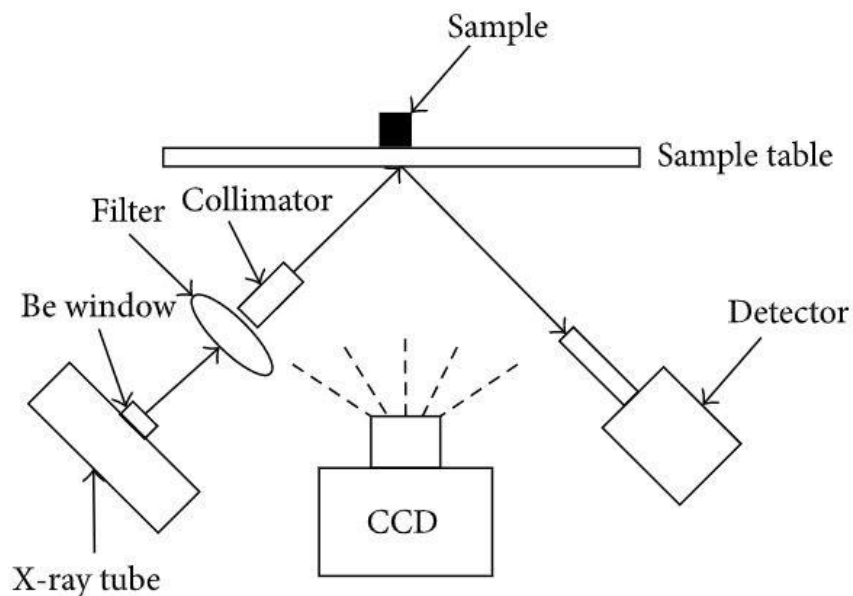 Sample
Sample table
Collimator
Filter
Be window
Detector
CCD
X-ray tube